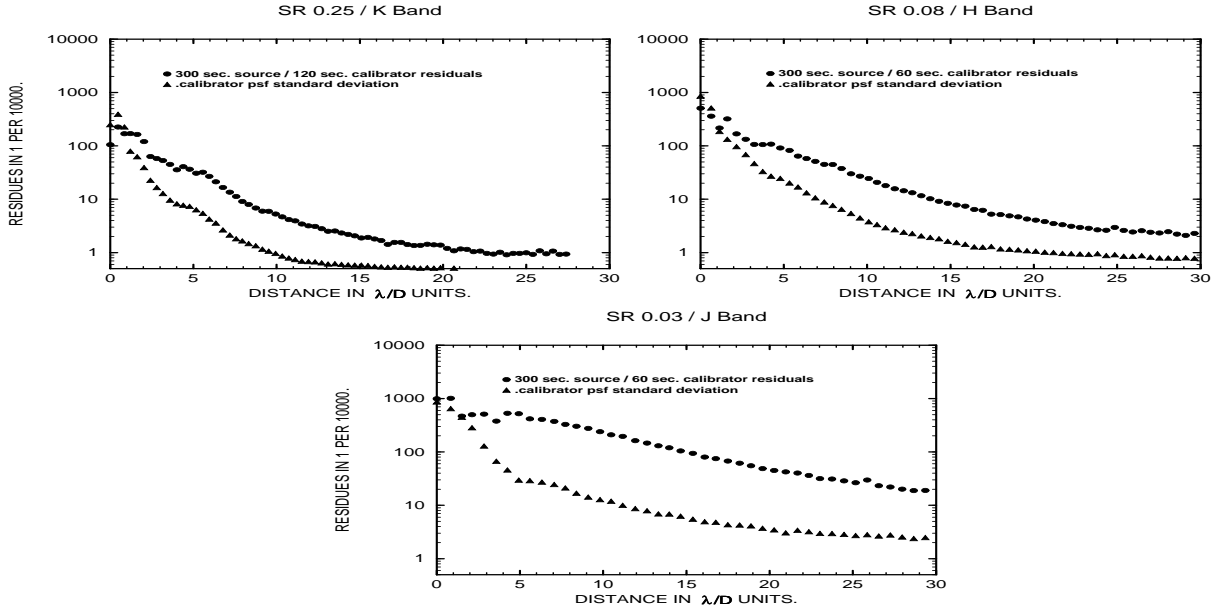 SR 0.25 / K Band
10000
1000
100
10
1
RESIDUES IN 1 PER 10000.
300 sec. source / 120 sec. calibrator residuals
.calibrator psf standard deviation
0 5 10 15 20 25 30
DISTANCE IN λ/D UNITS.
SR 0.08 / H Band
10000
1000
100
10
1
300 sec. source / 60 sec. calibrator residuals
.calibrator psf standard deviation
0 5 10 15 20 25 30
DISTANCE IN λ/D UNITS.
SR 0.03 / J Band
10000
1000
100
10
1
RESIDUES IN 1 PER 10000.
300 sec. source / 60 sec. calibrator residuals
.calibrator psf standard deviation
0 5 10 15 20 25 30
DISTANCE IN λ/D UNITS.